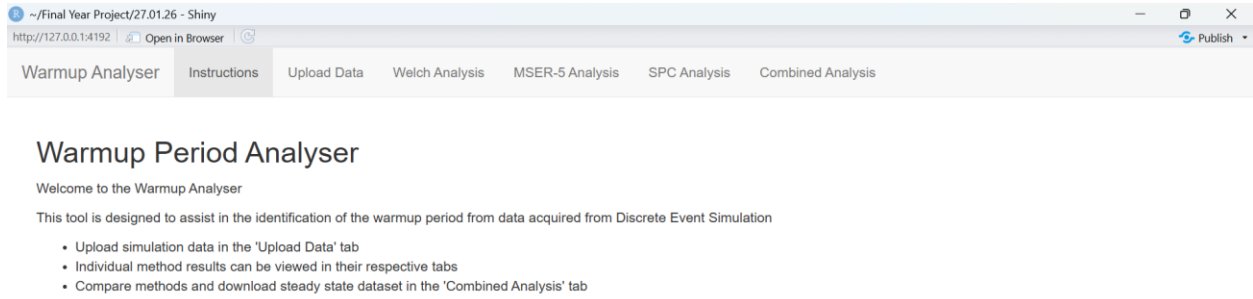 ~/Final Year Project/27.01.26 - Shiny
http://127.0.0.1:4192 Open in Browser Publish
Warmup Analyser Instructions Upload Data Welch Analysis MSER-5 Analysis SPC Analysis Combined Analysis
Warmup Period Analyser
Welcome to the Warmup Analyser
This tool is designed to assist in the identification of the warmup period from data acquired from Discrete Event Simulation
• Upload simulation data in the 'Upload Data' tab
• Individual method results can be viewed in their respective tabs
• Compare methods and download steady state dataset in the 'Combined Analysis' tab